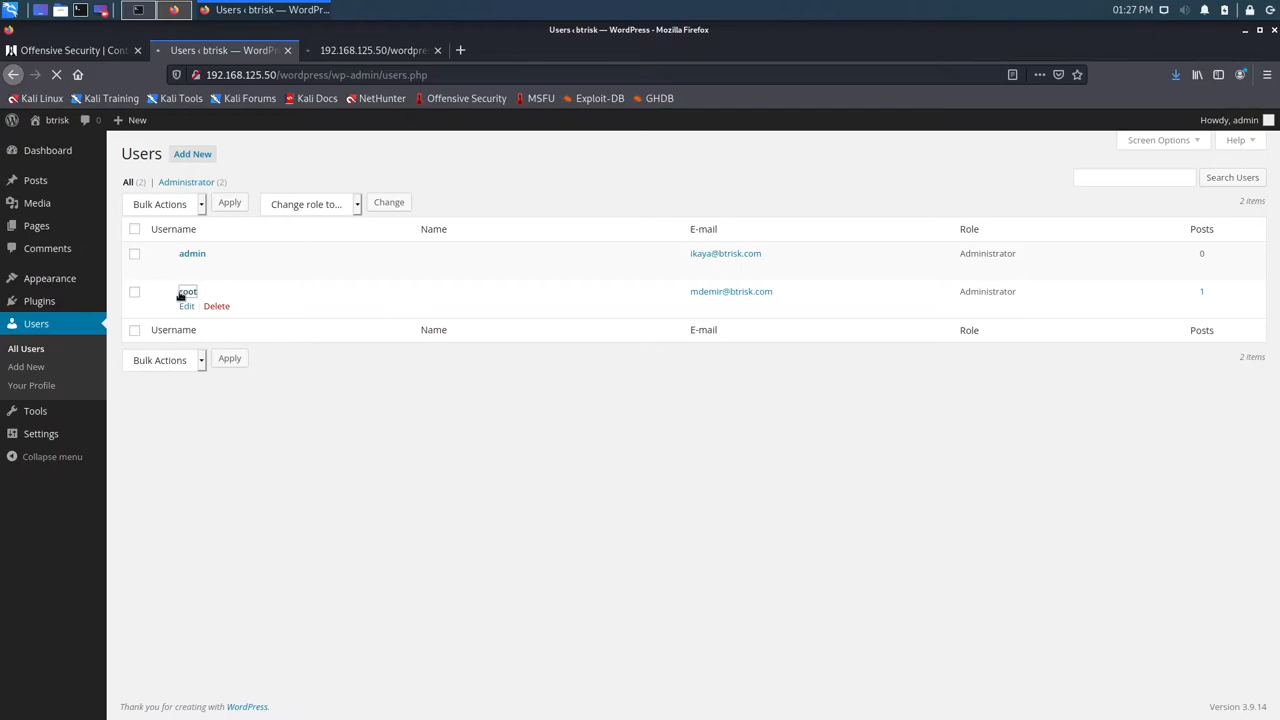 Users ‹ btrisk — WordPr...
01:27 PM
Users ‹ btrisk — WordPress - Mozilla Firefox
Offensive Security | Cont
Users ‹ btrisk — WordPr
192.168.125.50/wordpres
192.168.125.50/wordpress/wp-admin/users.php
Kali Linux
Kali Training
Kali Tools
Kali Forums
Kali Docs
NetHunter
Offensive Security
MSFU
Exploit-DB
GHDB
btrisk
0
New
Howdy, admin
Dashboard
Posts
Media
Pages
Comments
Appearance
Plugins
Users
All Users
Add New
Your Profile
Tools
Settings
Collapse menu
Screen Options
Help
Users Add New
All (2) | Administrator (2)
Search Users
Bulk Actions
Apply
Change role to...
Change
2 items
Username Name E-mail Role Posts
admin ikaya@btrisk.com Administrator 0
root mdemir@btrisk.com Administrator 1
Edit | Delete
Username Name E-mail Role Posts
Bulk Actions
Apply
2 items
Thank you for creating with WordPress.
Version 3.9.14